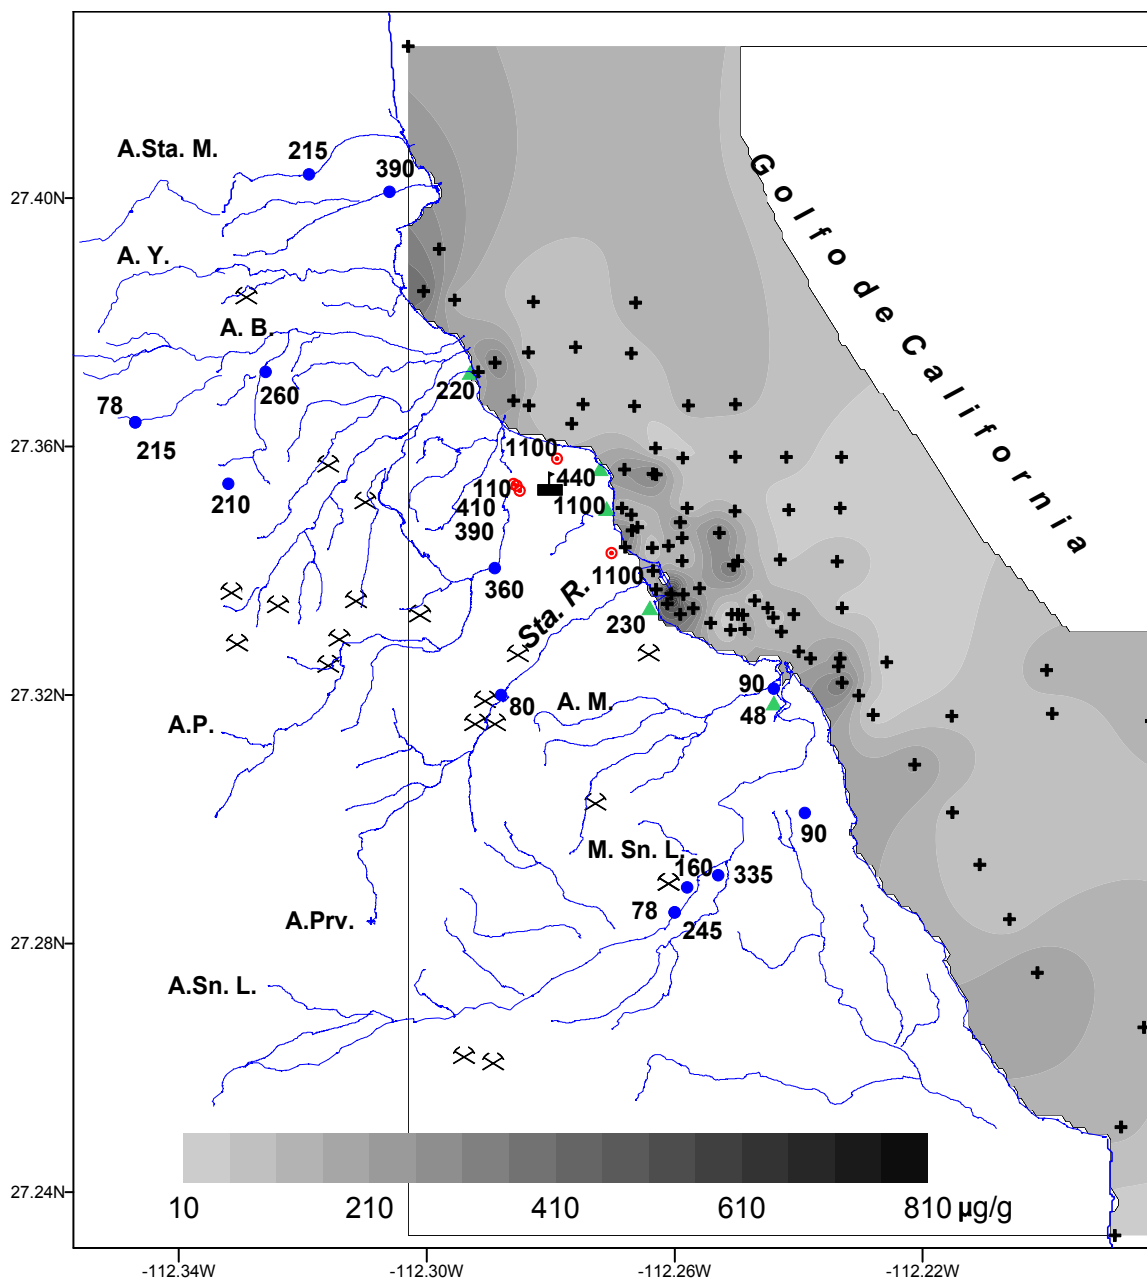 A.Sta. M.
215
390
27.40N
Golfo de California
A. Y.
A. B.
220
260
78
215
27.36N
1100
440
110
1100
410
390
210
1100
360
Sta. R.
230
27.32N
90
80
A. M.
48
A.P.
90
M. Sn. L.
160
335
78
245
A.Prv.
27.28N
A.Sn. L.
10 210 410 610 810 µg/g
27.24N
-112.34W -112.30W -112.26W -112.22W